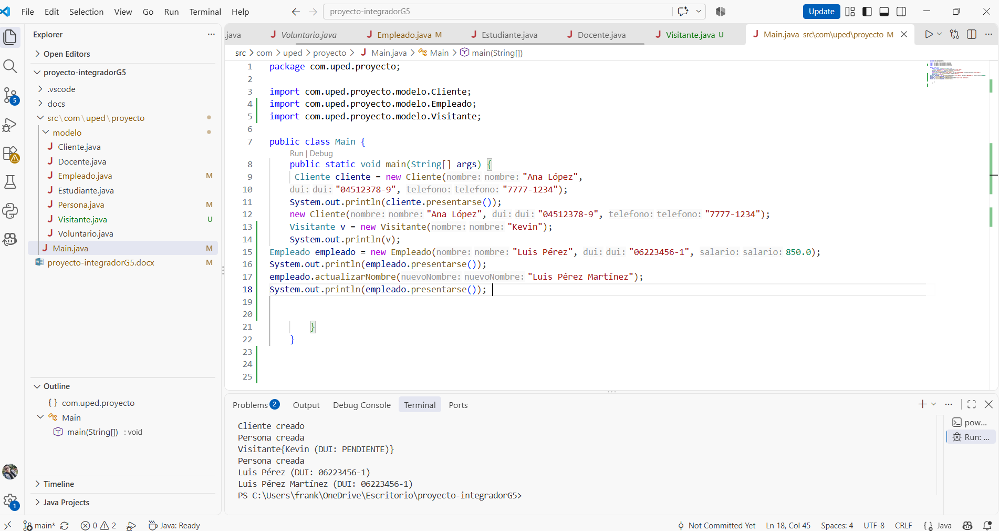 File Edit Selection View Go Run Terminal Help
proyecto-integradorG5
Update
Explorer
Open Editors
proyecto-integradorG5
.vscode
docs
src\com\uped\proyecto
modelo
Cliente.java
Docente.java
Empleado.java M
Estudiante.java
Persona.java M
Visitante.java U
Voluntario.java
Main.java M
proyecto-integradorG5.docx M
5
Outline
{ } com.uped.proyecto
Main
main(String[]) : void
Timeline
Java Projects
1
.java Voluntario.java Empleado.java M Estudiante.java Docente.java Visitante.java U Main.java src\com\uped\proyecto M
src > com > uped > proyecto > Main.java > Main > main(String[])
1 package com.uped.proyecto;
2
3 import com.uped.proyecto.modelo.Cliente;
4 import com.uped.proyecto.modelo.Empleado;
5 import com.uped.proyecto.modelo.Visitante;
6
7 public class Main {
Run | Debug
8 public static void main(String[] args) {
9 Cliente cliente = new Cliente(nombre: nombre: "Ana López",
10 dui: dui: "04512378-9", telefono: telefono: "7777-1234");
11 System.out.println(cliente.presentarse());
12 new Cliente(nombre: nombre: "Ana López", dui: dui: "04512378-9", telefono: telefono: "7777-1234");
13 Visitante v = new Visitante(nombre: nombre: "Kevin");
14 System.out.println(v);
15 Empleado empleado = new Empleado(nombre: nombre: "Luis Pérez", dui: dui: "06223456-1", salario: salario: 850.0);
16 System.out.println(empleado.presentarse());
17 empleado.actualizarNombre(nuevoNombre: nuevoNombre: "Luis Pérez Martínez");
18 System.out.println(empleado.presentarse());
19
20
21 }
22 }
23
24
25
Problems 2 Output Debug Console Terminal Ports
Cliente creado
Persona creada
Visitante{Kevin (DUI: PENDIENTE)}
Persona creada
Luis Pérez (DUI: 06223456-1)
Luis Pérez Martínez (DUI: 06223456-1)
PS C:\Users\frank\OneDrive\Escritorio\proyecto-integradorG5>
pow...
Run: ...
main* 0 2 Java: Ready Not Committed Yet Ln 18, Col 45 Spaces: 4 UTF-8 CRLF { } Java